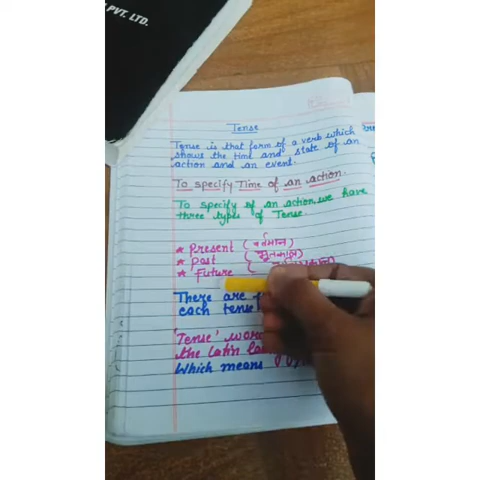 PVT. LTD.
Tense
Tense is that form of a verb which
shows the time and state of an
action and an event.
To specify Time of an action.
To specify of an action, we have
three types of Tense.
* Present (वर्तमान)
* Past (भूतकाल)
* Future (
There are
each tense
'Tense' word
the Latin
Which means